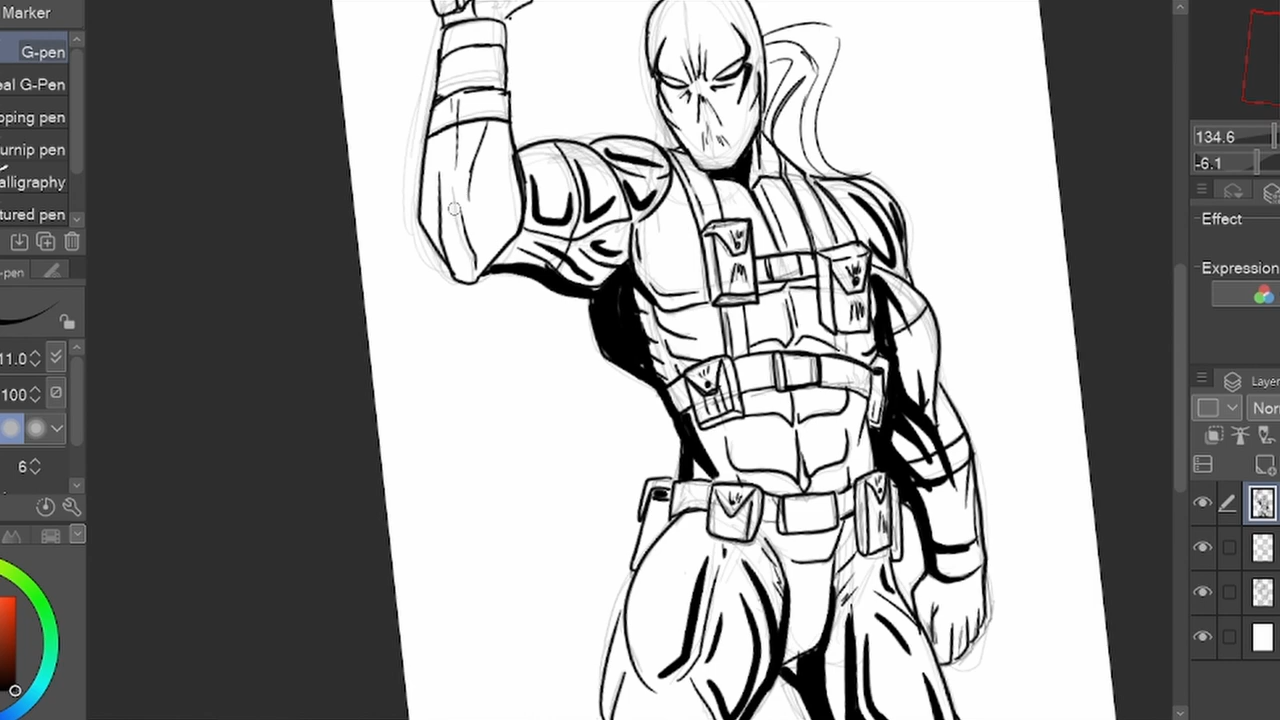 Marker
G-pen
eal G-Pen
pping pen
urnip pen
alligraphy
tured pen
-pen
11.0
100
6
134.6
-6.1
Effect
Expression
Layer
Nor